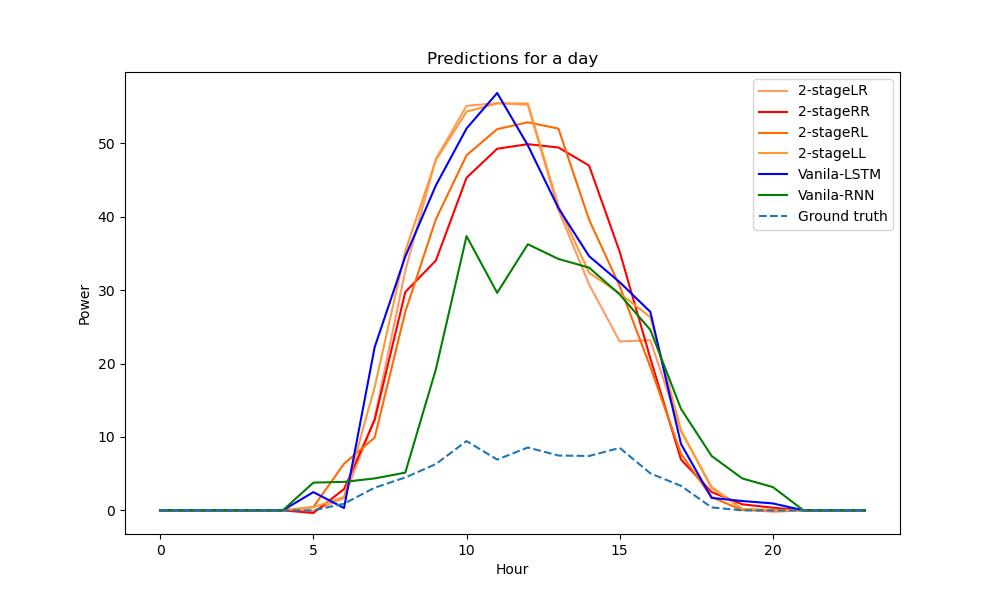 Predictions for a day
2-stageLR
2-stageRR
2-stageRL
2-stageLL
Vanila-LSTM
Vanila-RNN
Ground truth
50
40
30
20
10
0
Power
0 5 10 15 20
Hour